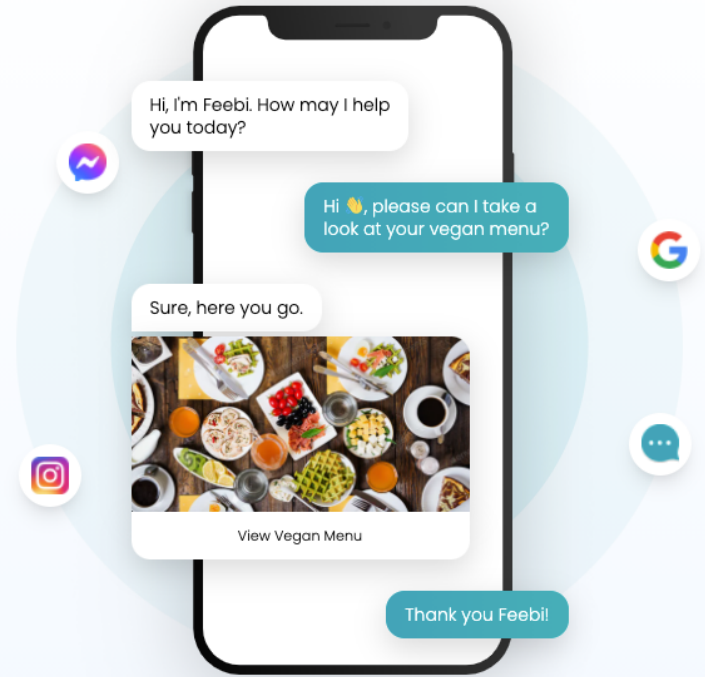 Hi, I'm Feebi. How may I help
you today?
Hi 👋, please can I take a
look at your vegan menu?
Sure, here you go.
View Vegan Menu
Thank you Feebi!